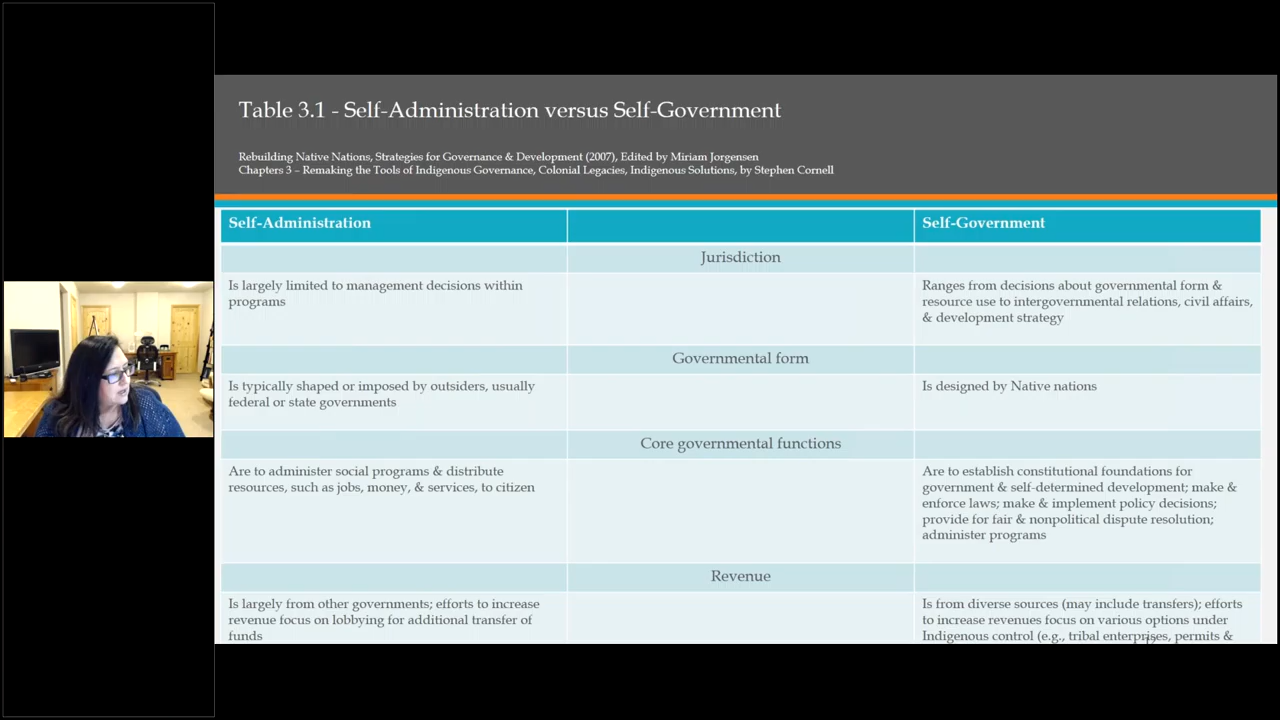 Table 3.1 - Self-Administration versus Self-Government
Rebuilding Native Nations, Strategies for Governance & Development (2007), Edited by Miriam Jorgensen
Chapters 3 – Remaking the Tools of Indigenous Governance, Colonial Legacies, Indigenous Solutions, by Stephen Cornell
Self-Administration
Self-Government
Jurisdiction
Is largely limited to management decisions within
programs
Ranges from decisions about governmental form &
resource use to intergovernmental relations, civil affairs,
& development strategy
Governmental form
Is typically shaped or imposed by outsiders, usually
federal or state governments
Is designed by Native nations
Core governmental functions
Are to administer social programs & distribute
resources, such as jobs, money, & services, to citizen
Are to establish constitutional foundations for
government & self-determined development; make &
enforce laws; make & implement policy decisions;
provide for fair & nonpolitical dispute resolution;
administer programs
Revenue
Is largely from other governments; efforts to increase
revenue focus on lobbying for additional transfer of
funds
Is from diverse sources (may include transfers); efforts
to increase revenues focus on various options under
Indigenous control (e.g., tribal enterprises, permits &